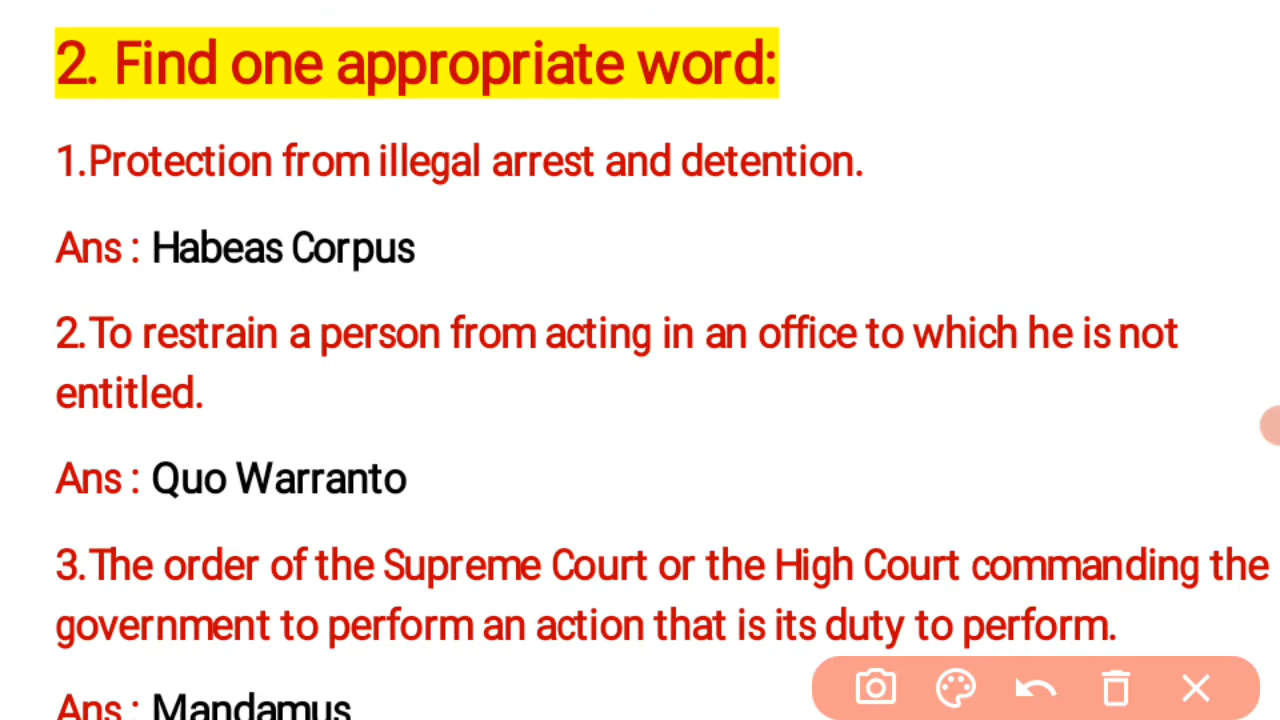 2. Find one appropriate word:
1.Protection from illegal arrest and detention.
Ans : Habeas Corpus
2.To restrain a person from acting in an office to which he is not
entitled.
Ans : Quo Warranto
3.The order of the Supreme Court or the High Court commanding the
government to perform an action that is its duty to perform.
Ans : Mandamus